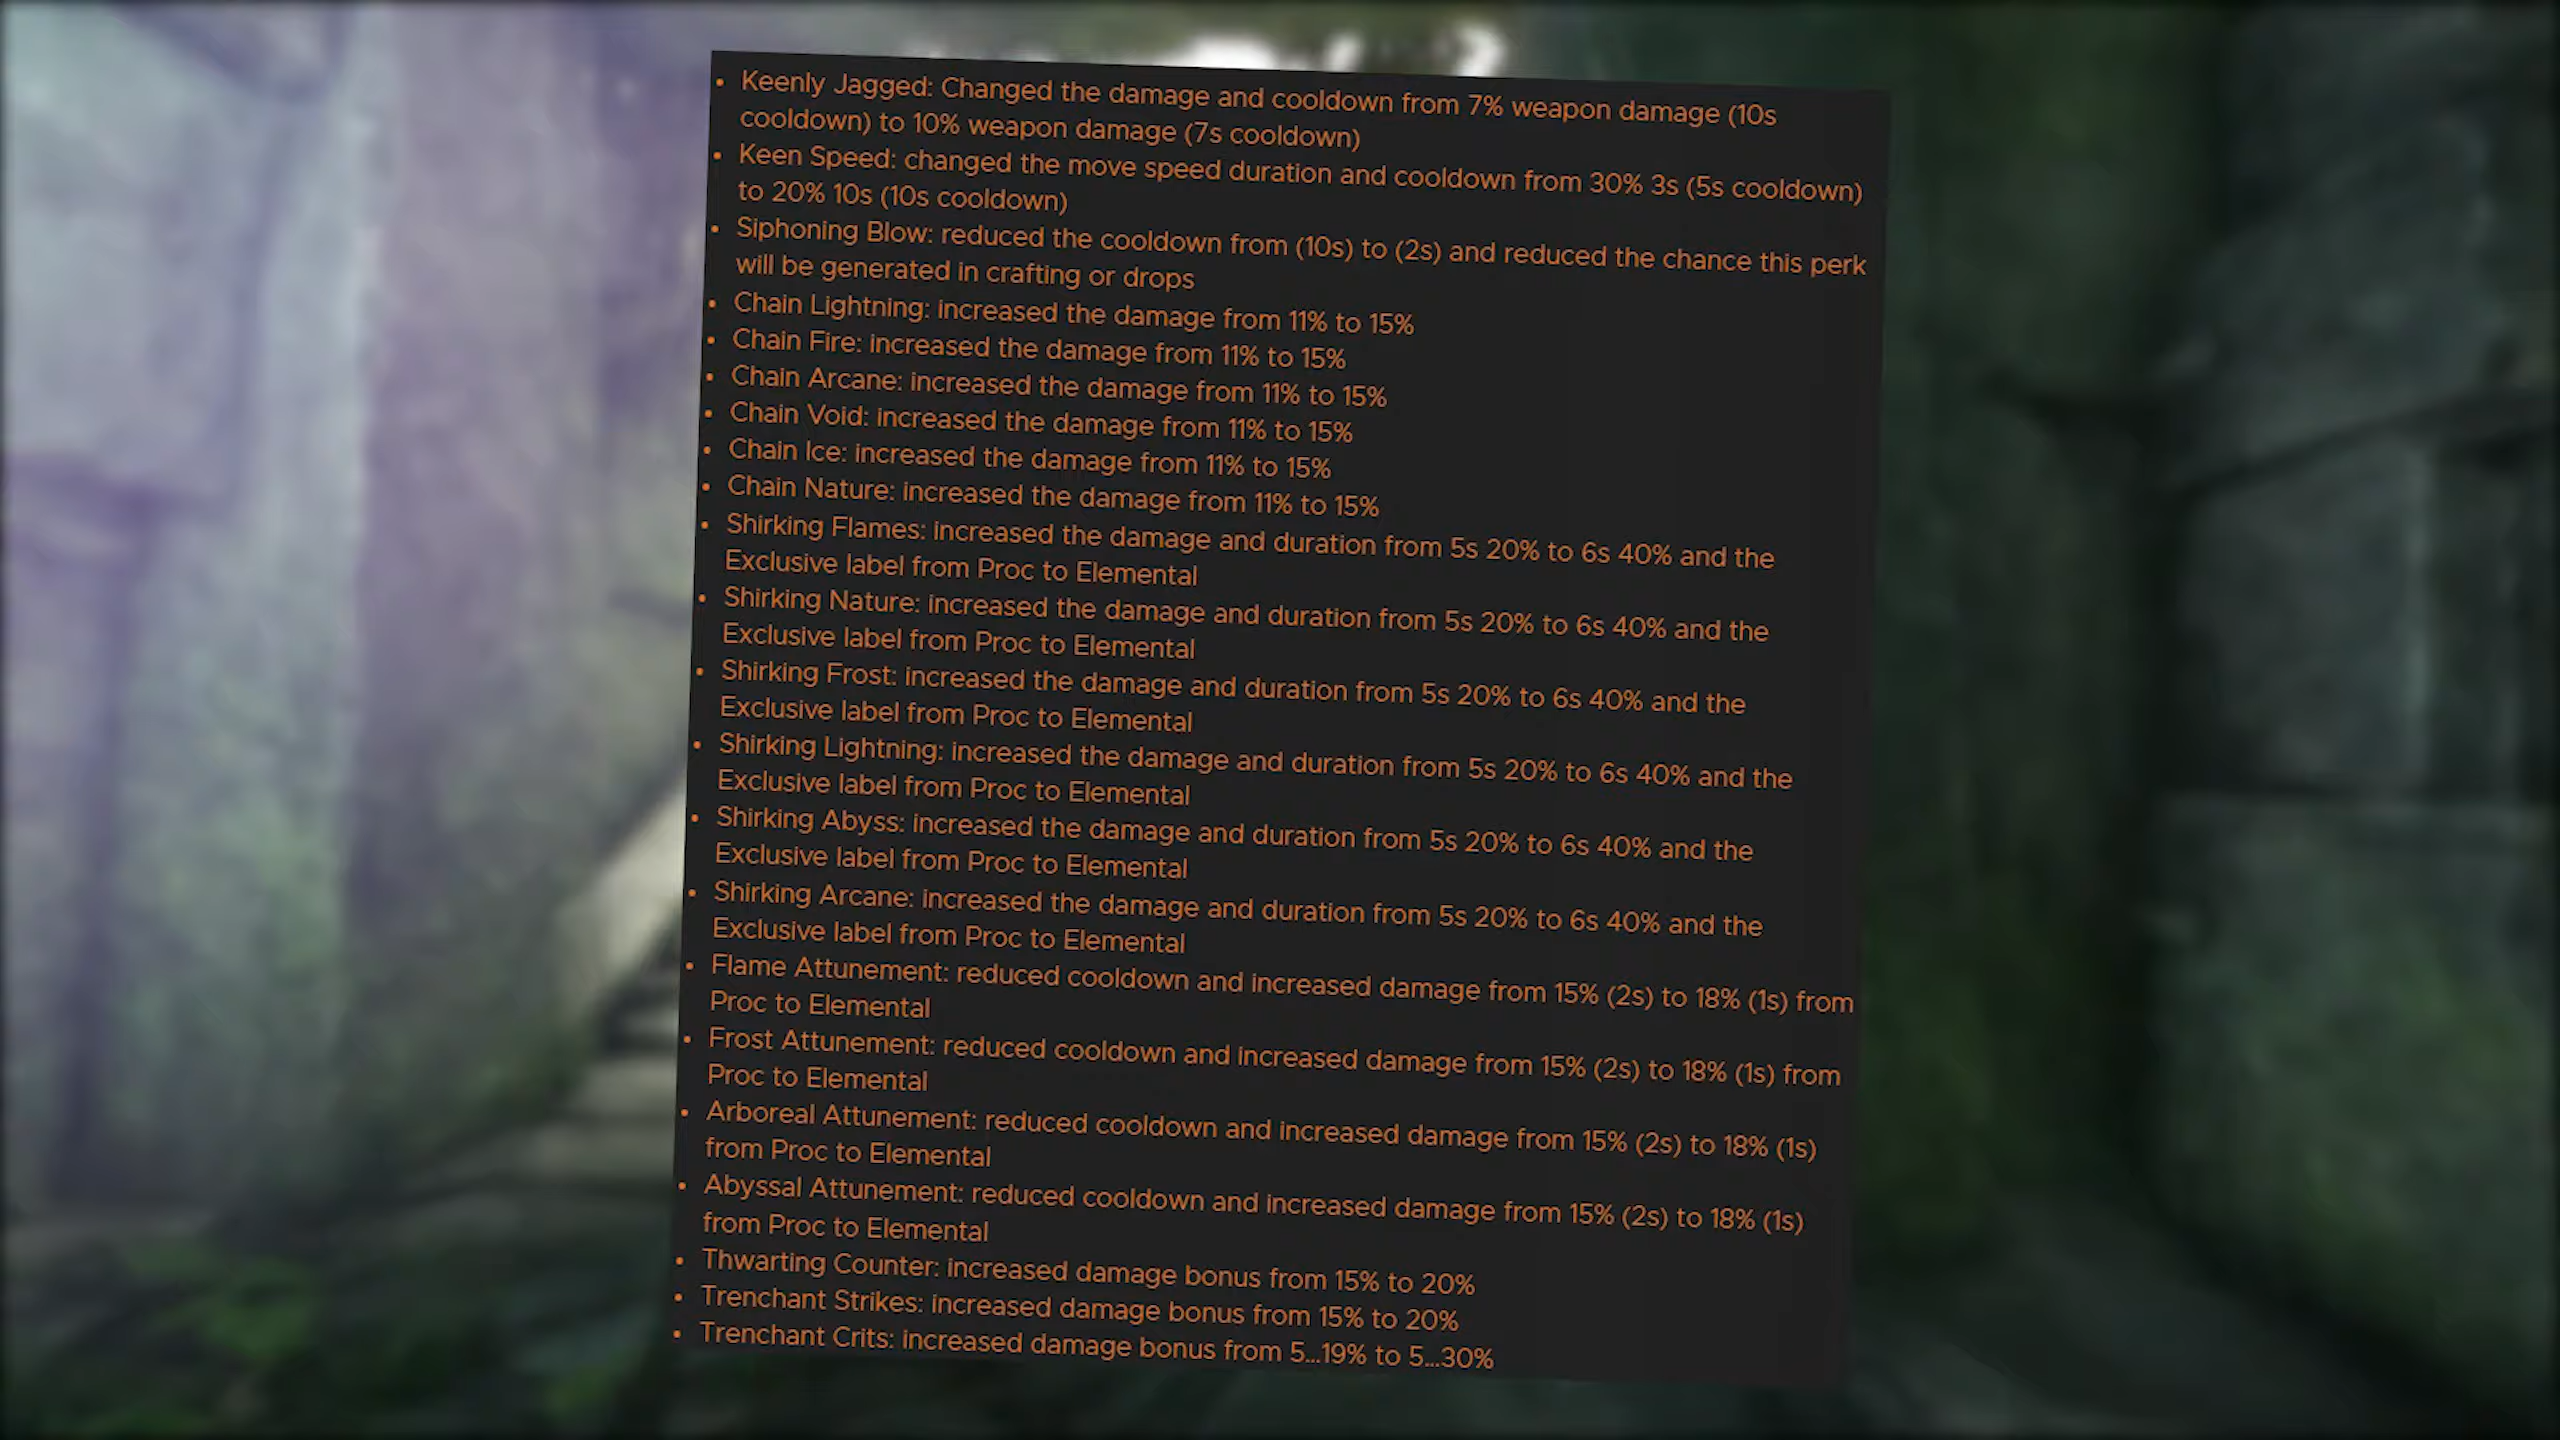 • Keenly Jagged: Changed the damage and cooldown from 7% weapon damage (10s
cooldown) to 10% weapon damage (7s cooldown)
• Keen Speed: changed the move speed duration and cooldown from 30% 3s (5s cooldown)
to 20% 10s (10s cooldown)
• Siphoning Blow: reduced the cooldown from (10s) to (2s) and reduced the chance this perk
will be generated in crafting or drops
• Chain Lightning: increased the damage from 11% to 15%
• Chain Fire: increased the damage from 11% to 15%
• Chain Arcane: increased the damage from 11% to 15%
• Chain Void: increased the damage from 11% to 15%
• Chain Ice: increased the damage from 11% to 15%
• Chain Nature: increased the damage from 11% to 15%
• Shirking Flames: increased the damage and duration from 5s 20% to 6s 40% and the
Exclusive label from Proc to Elemental
• Shirking Nature: increased the damage and duration from 5s 20% to 6s 40% and the
Exclusive label from Proc to Elemental
• Shirking Frost: increased the damage and duration from 5s 20% to 6s 40% and the
Exclusive label from Proc to Elemental
• Shirking Lightning: increased the damage and duration from 5s 20% to 6s 40% and the
Exclusive label from Proc to Elemental
• Shirking Abyss: increased the damage and duration from 5s 20% to 6s 40% and the
Exclusive label from Proc to Elemental
• Shirking Arcane: increased the damage and duration from 5s 20% to 6s 40% and the
Exclusive label from Proc to Elemental
• Flame Attunement: reduced cooldown and increased damage from 15% (2s) to 18% (1s) from
Proc to Elemental
• Frost Attunement: reduced cooldown and increased damage from 15% (2s) to 18% (1s) from
Proc to Elemental
• Arboreal Attunement: reduced cooldown and increased damage from 15% (2s) to 18% (1s)
from Proc to Elemental
• Abyssal Attunement: reduced cooldown and increased damage from 15% (2s) to 18% (1s)
from Proc to Elemental
• Thwarting Counter: increased damage bonus from 15% to 20%
• Trenchant Strikes: increased damage bonus from 15% to 20%
• Trenchant Crits: increased damage bonus from 5...19% to 5...30%